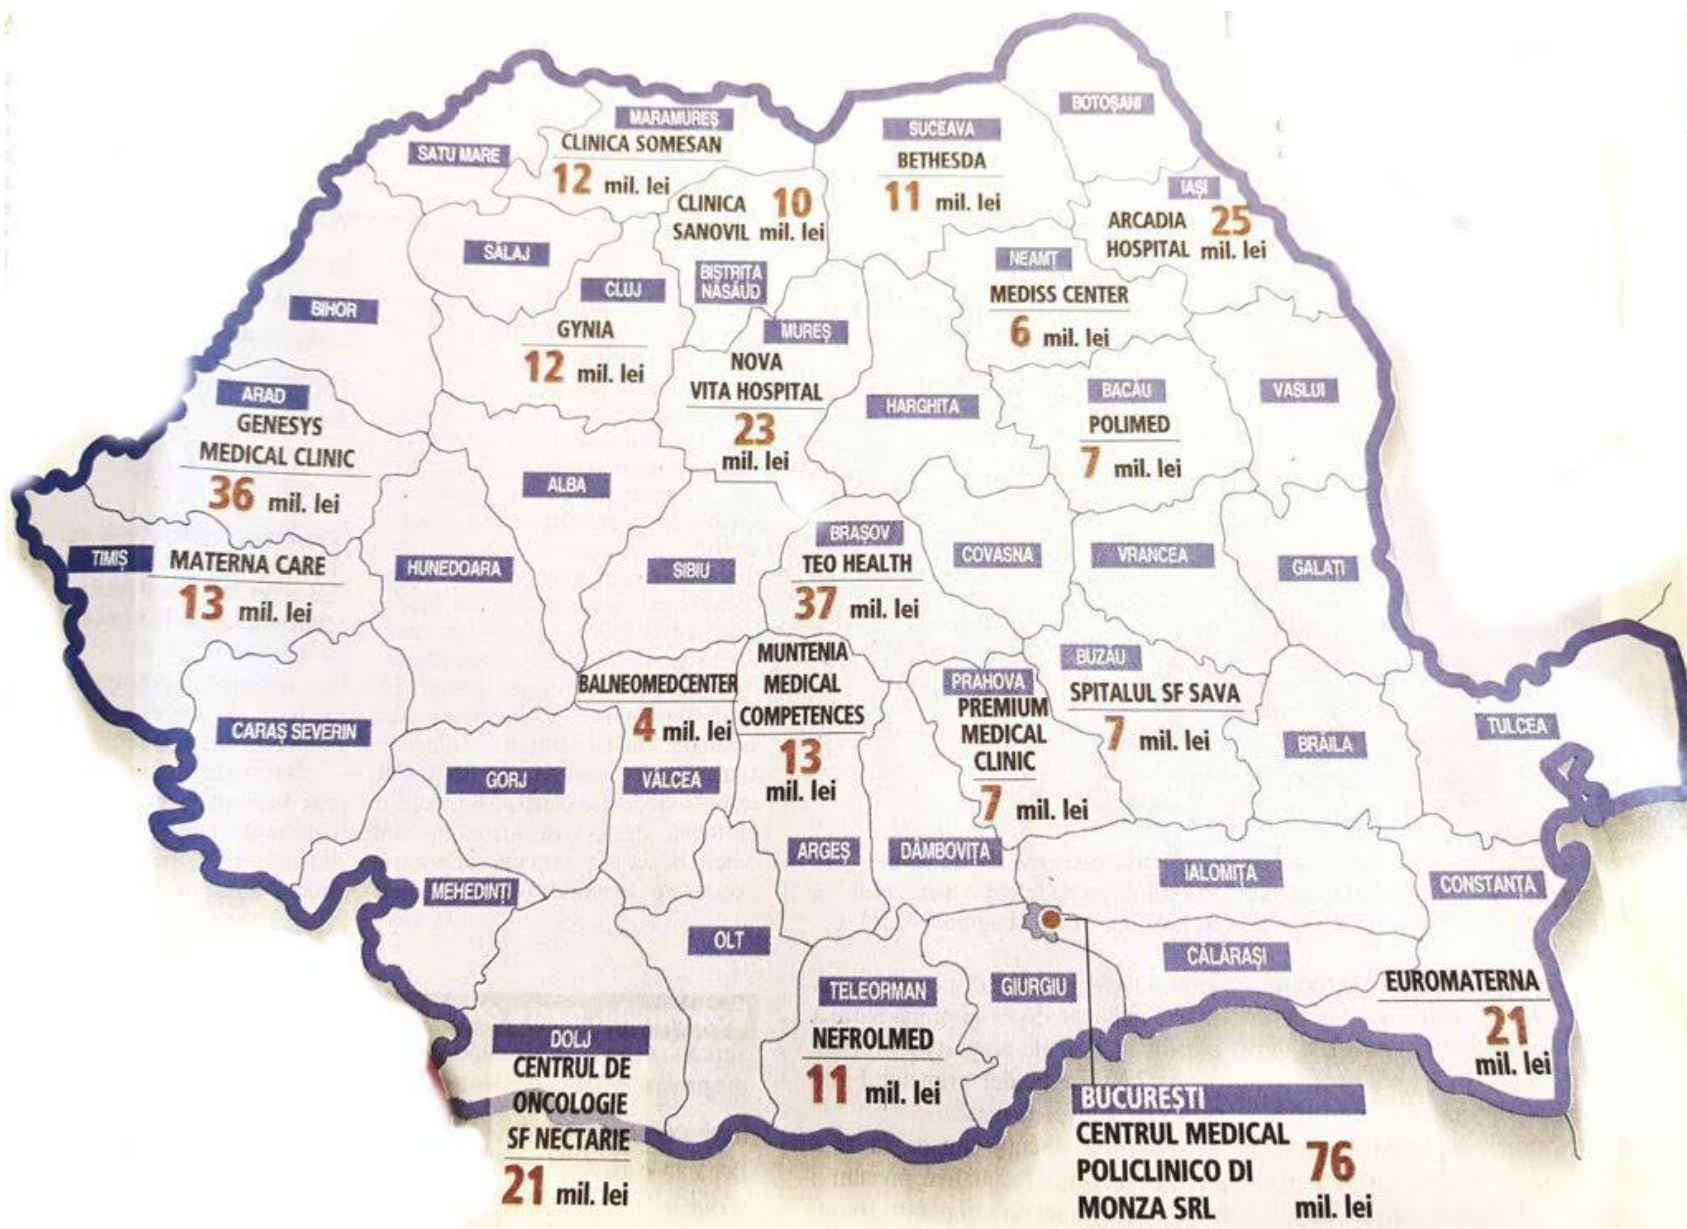 BOTOȘANI
MARAMUREȘ
CLINICA SOMESAN
12 mil. lei
SATU MARE
SUCEAVA
BETHESDA
11 mil. lei
IAȘI
ARCADIA 25
HOSPITAL mil. lei
CLINICA 10
SANOVIL mil. lei
BISTRIȚA
NĂSĂUD
SĂLAJ
CLUJ
GYNIA
12 mil. lei
NEAMȚ
MEDISS CENTER
6 mil. lei
BIHOR
MUREȘ
NOVA
VITA HOSPITAL
23
mil. lei
ARAD
GENESYS
MEDICAL CLINIC
36 mil. lei
HARGHITA
BACĂU
POLIMED
7 mil. lei
VASLUI
ALBA
TIMIȘ
MATERNA CARE
13 mil. lei
HUNEDOARA
SIBIU
BRAȘOV
TEO HEALTH
37 mil. lei
COVASNA
VRANCEA
GALAȚI
BALNEOMEDCENTER
4 mil. lei
MUNTENIA
MEDICAL
COMPETENCES
13
mil. lei
PRAHOVA
PREMIUM
MEDICAL
CLINIC
7 mil. lei
BUZĂU
SPITALUL SF SAVA
7 mil. lei
CARAȘ SEVERIN
GORJ
VÂLCEA
BRĂILA
TULCEA
ARGEȘ
DÂMBOVIȚA
IALOMIȚA
CONSTANȚA
MEHEDINȚI
OLT
CĂLĂRAȘI
TELEORMAN
NEFROLMED
11 mil. lei
GIURGIU
EUROMATERNA
21
mil. lei
DOLJ
CENTRUL DE
ONCOLOGIE
SF NECTARIE
21 mil. lei
BUCUREȘTI
CENTRUL MEDICAL
POLICLINICO DI 76
MONZA SRL mil. lei